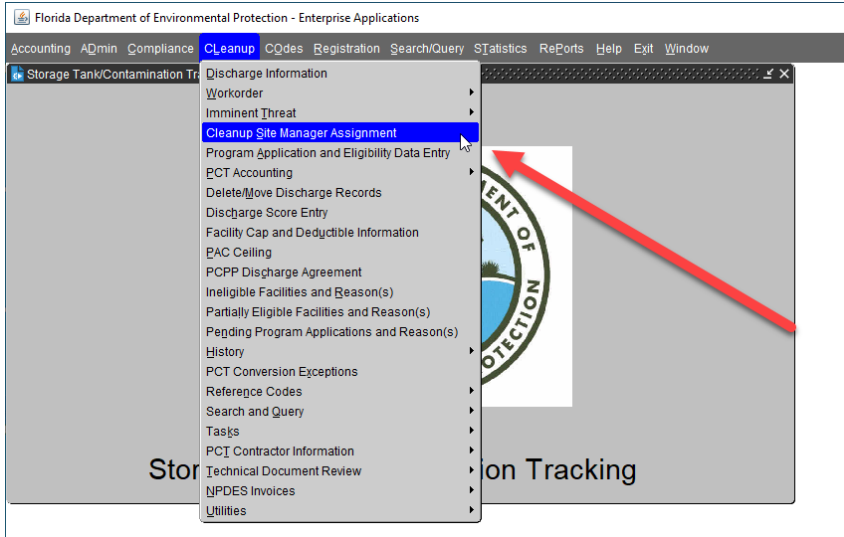 Florida Department of Environmental Protection - Enterprise Applications
Accounting ADmin Compliance CLeanup COdes Registration Search/Query STatistics RePorts Help Exit Window
Storage Tank/Contamination Tr
Discharge Information
Workorder
Imminent Threat
Cleanup Site Manager Assignment
Program Application and Eligibility Data Entry
PCT Accounting
Delete/Move Discharge Records
Discharge Score Entry
Facility Cap and Deductible Information
PAC Ceiling
PCPP Discharge Agreement
Ineligible Facilities and Reason(s)
Partially Eligible Facilities and Reason(s)
Pending Program Applications and Reason(s)
History
PCT Conversion Exceptions
Reference Codes
Search and Query
Tasks
PCT Contractor Information
Technical Document Review
NPDES Invoices
Utilities
MENT OF
PROTECTION
Stor ion Tracking